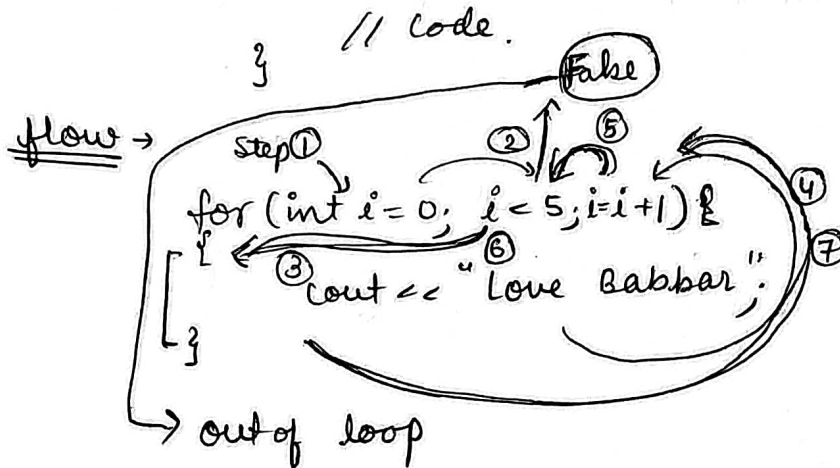 // Code.
}
False
flow →
Step ① ② ⑤
for (int i = 0; i < 5; i = i + 1) {
④
{ ③ ⑥ ⑦
cout << "Love Babbar";
}
→ out of loop